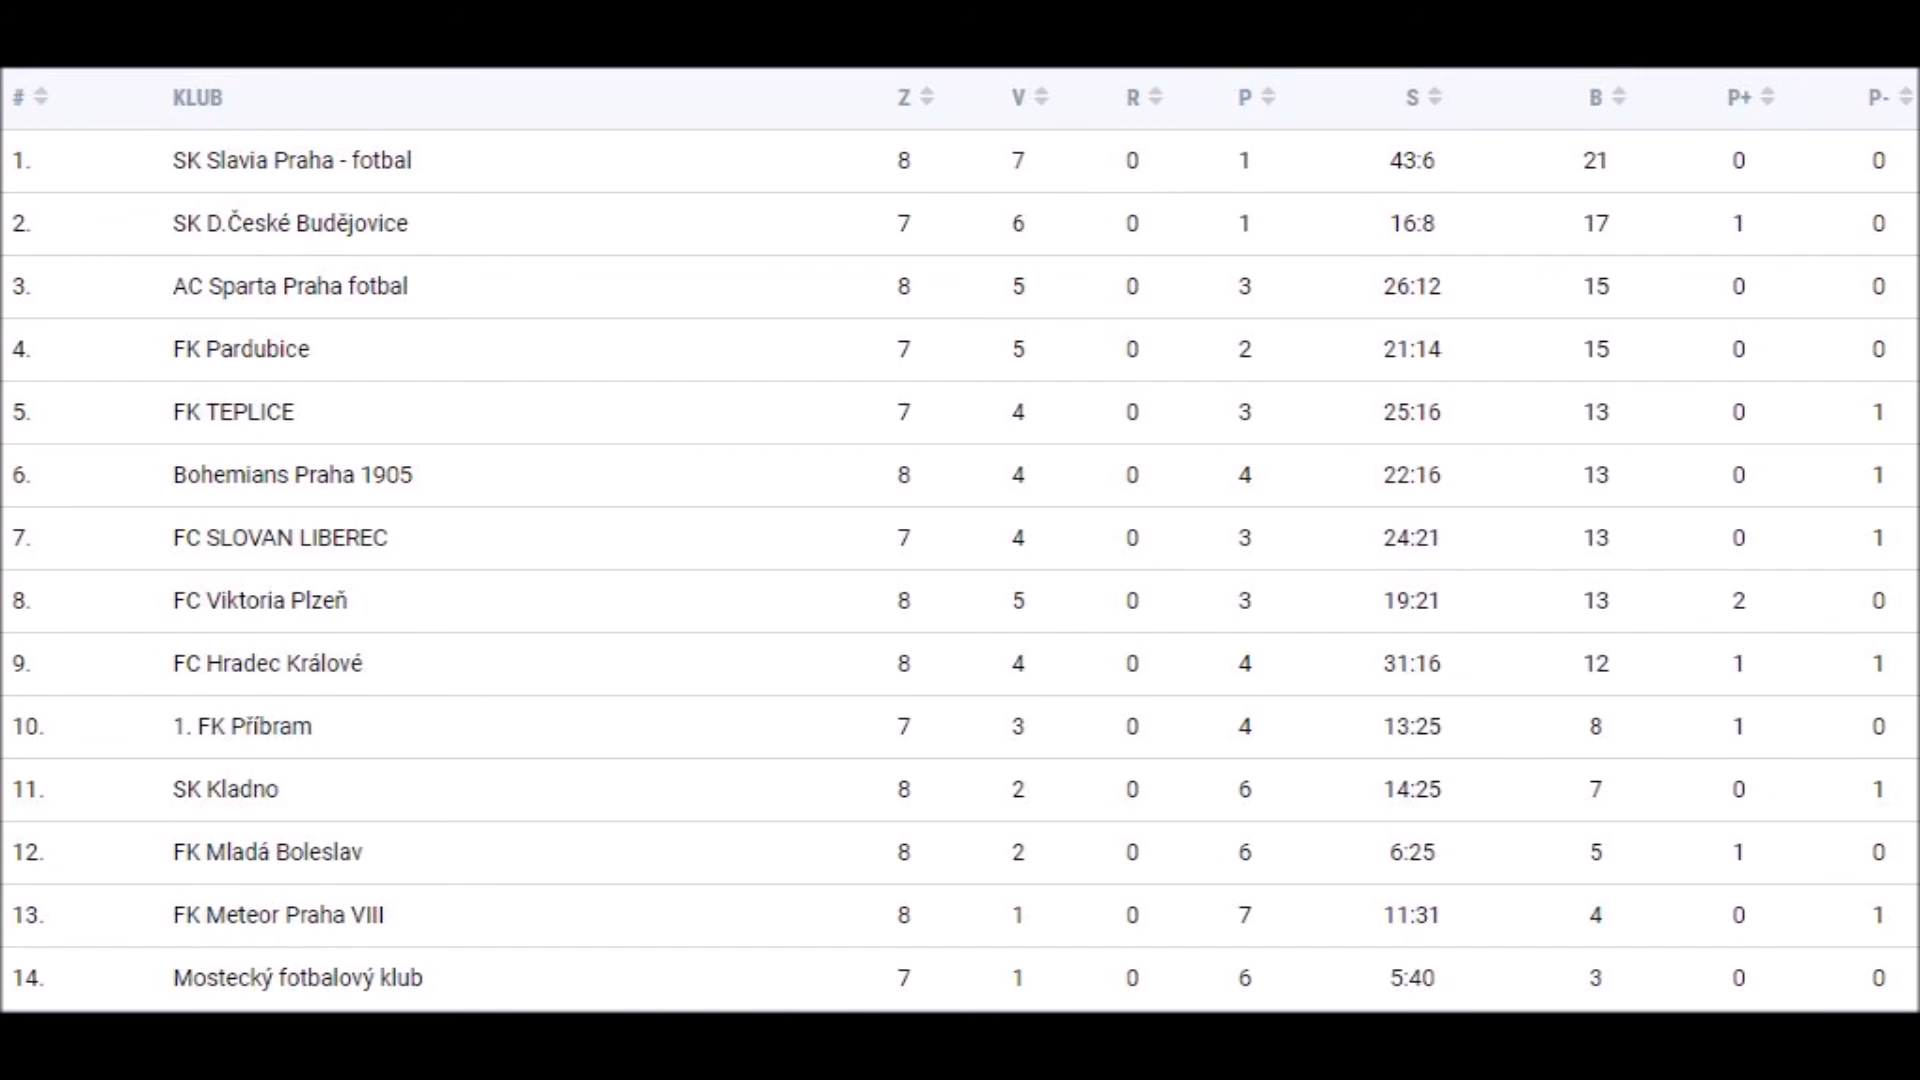 # KLUB Z V R P S B P+ P-
1. SK Slavia Praha - fotbal 8 7 0 1 43:6 21 0 0
2. SK D.České Budějovice 7 6 0 1 16:8 17 1 0
3. AC Sparta Praha fotbal 8 5 0 3 26:12 15 0 0
4. FK Pardubice 7 5 0 2 21:14 15 0 0
5. FK TEPLICE 7 4 0 3 25:16 13 0 1
6. Bohemians Praha 1905 8 4 0 4 22:16 13 0 1
7. FC SLOVAN LIBEREC 7 4 0 3 24:21 13 0 1
8. FC Viktoria Plzeň 8 5 0 3 19:21 13 2 0
9. FC Hradec Králové 8 4 0 4 31:16 12 1 1
10. 1. FK Příbram 7 3 0 4 13:25 8 1 0
11. SK Kladno 8 2 0 6 14:25 7 0 1
12. FK Mladá Boleslav 8 2 0 6 6:25 5 1 0
13. FK Meteor Praha VIII 8 1 0 7 11:31 4 0 1
14. Mostecký fotbalový klub 7 1 0 6 5:40 3 0 0